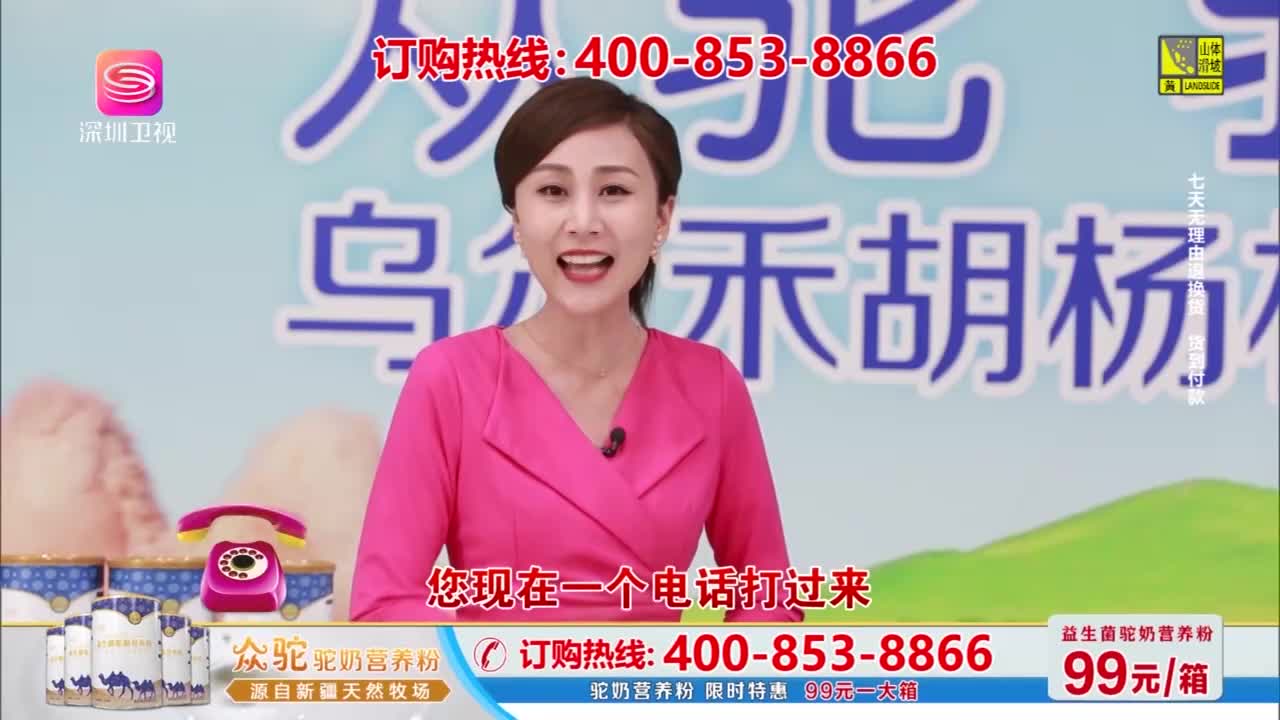 订购热线:400-853-8866
深圳卫视
山体
滑坡
黄 LANDSLIDE
众驼
乌尔禾胡杨
七天无理由退换货 货到付款
您现在一个电话打过来
众驼 驼奶营养粉
源自新疆天然牧场
订购热线: 400-853-8866
驼奶营养粉 限时特惠 99元一大箱
益生菌驼奶营养粉
99元/箱